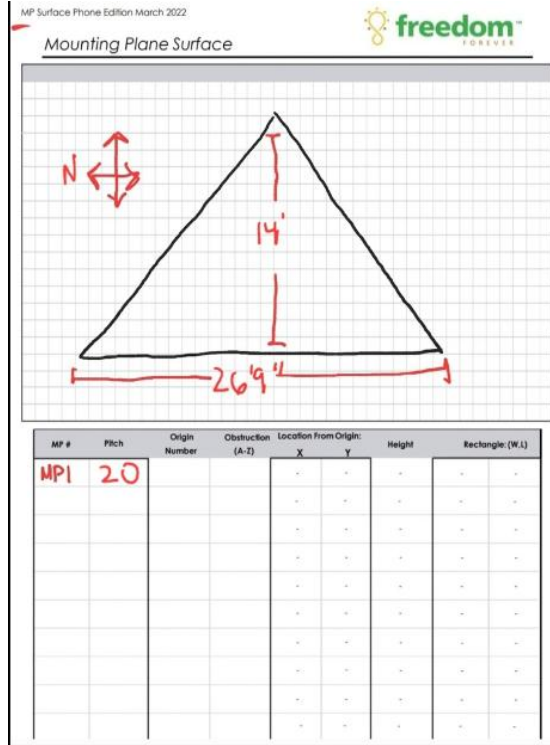 MP Surface Phone Edition March 2022
freedom
FOREVER
Mounting Plane Surface
N
14'
26'9"
MP # Pitch Origin Number Obstruction (A-Z) Location From Origin: X Y Height Rectangle: (W,L)
MP1 20